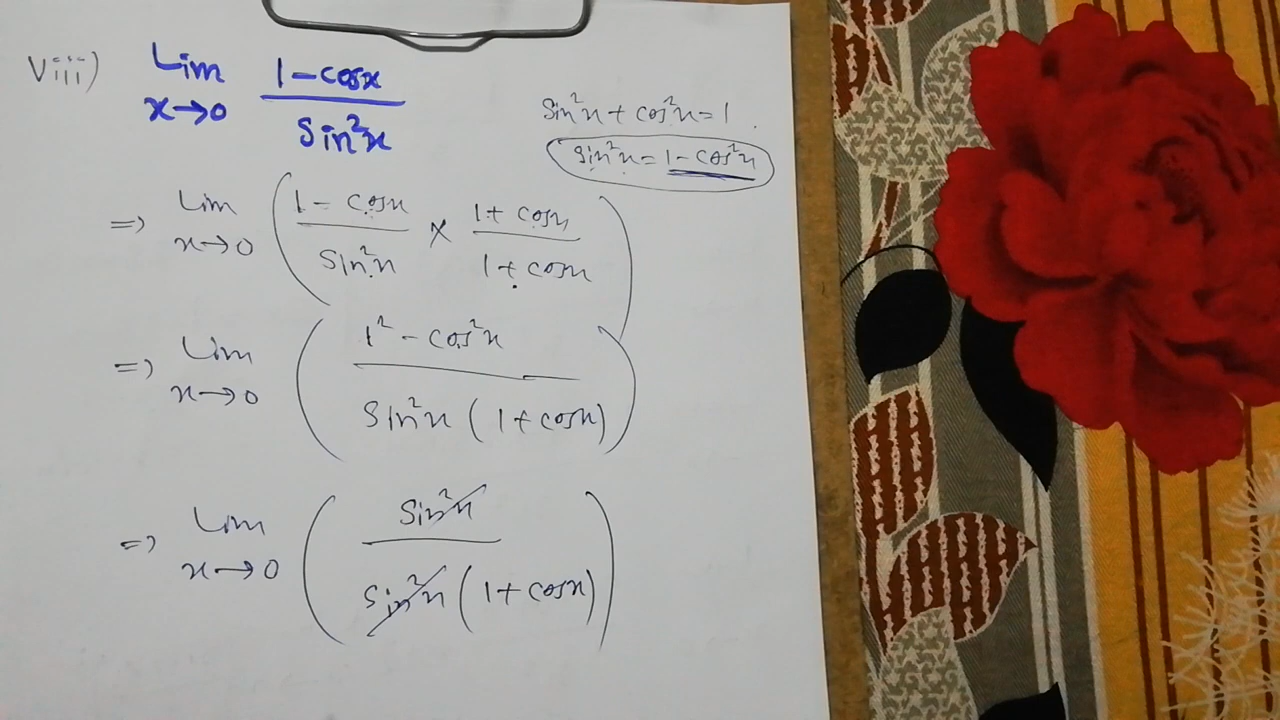 viii) Lim x→0 1-cosx / Sin²x
Sin²x + cos²x = 1.
Sin²x = 1 - cos²x
=> Lim x→0 ( 1 - cosx / Sin²x × 1 + cosx / 1 + cosx )
=> Lim x→0 ( 1² - cos²x / Sin²x ( 1 + cosx) )
=> Lim x→0 ( Sin²x / Sin²x ( 1 + cosx) )